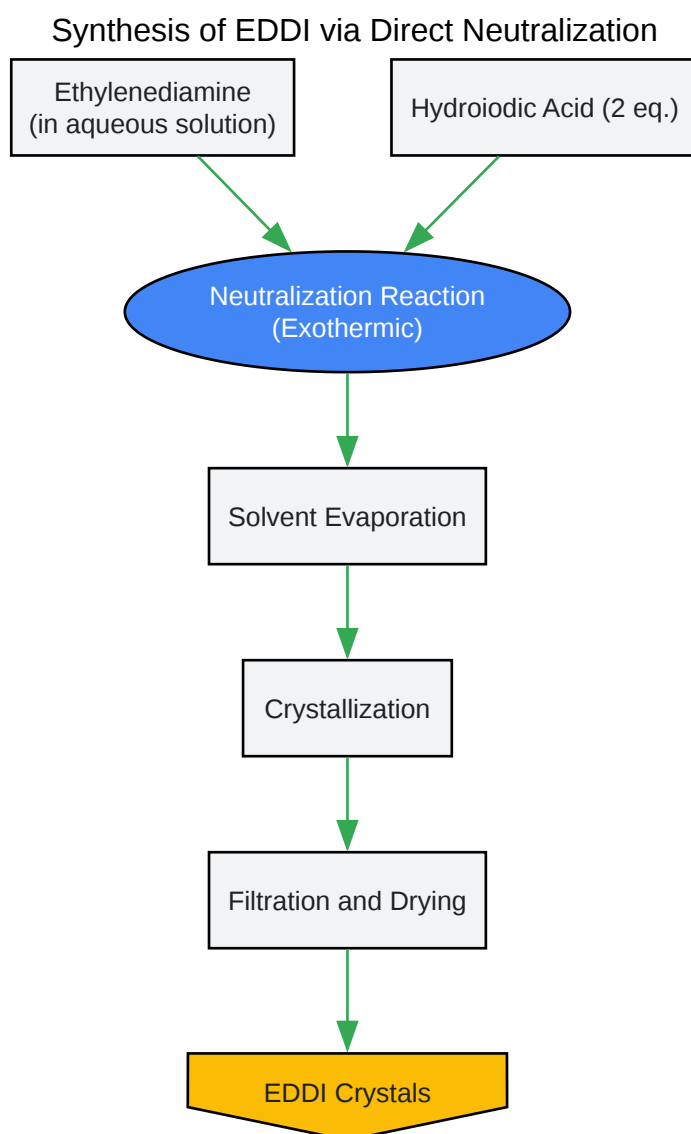 Synthesis of EDDI via Direct Neutralization
Ethylenediamine
(in aqueous solution)
Hydroiodic Acid (2 eq.)
Neutralization Reaction
(Exothermic)
Solvent Evaporation
Crystallization
Filtration and Drying
EDDI Crystals